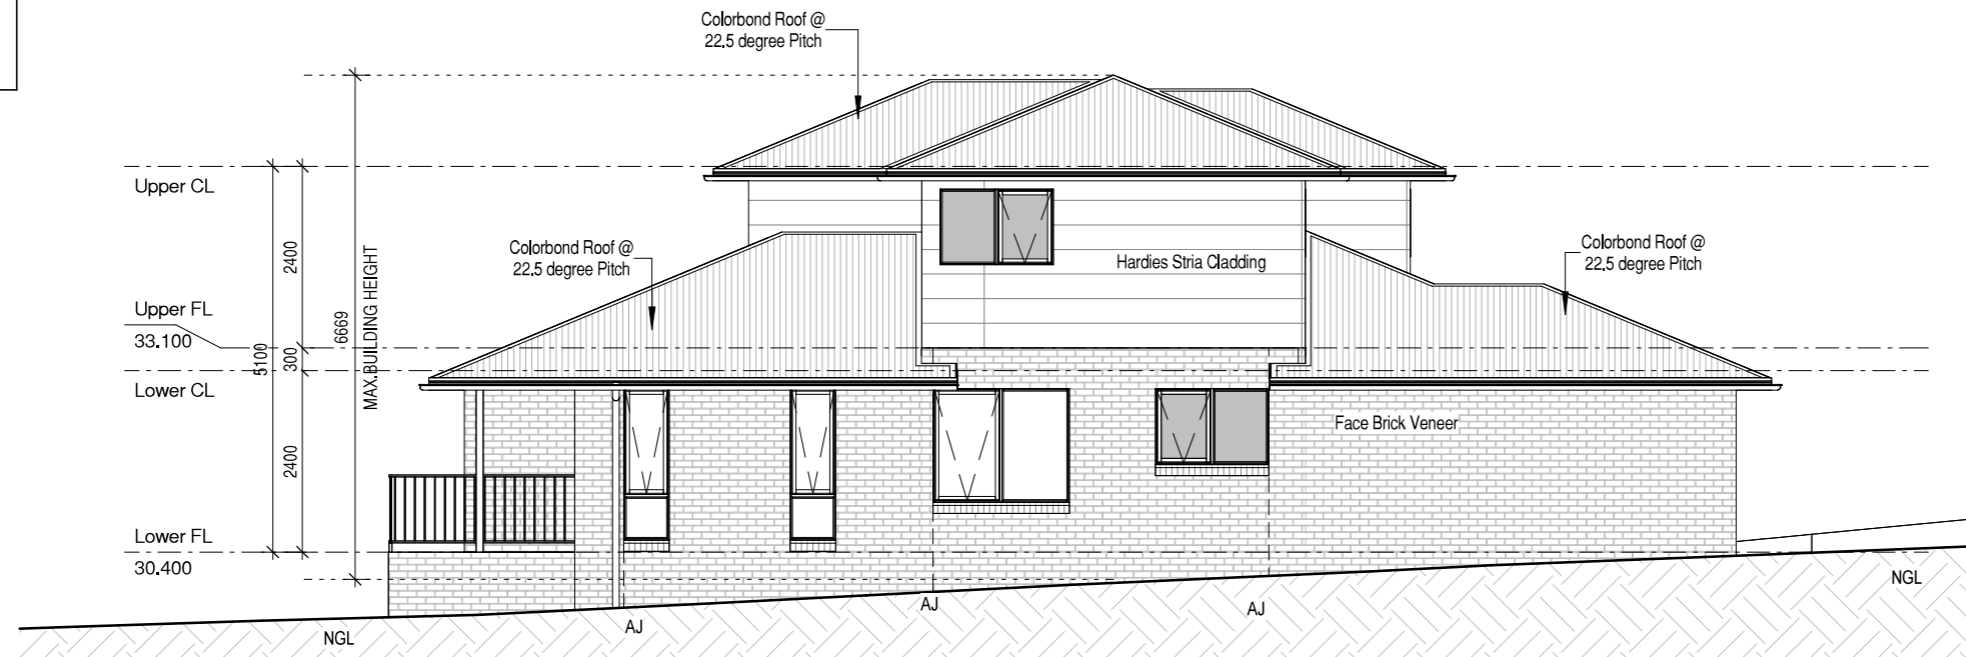 Colorbond Roof @
22.5 degree Pitch
Upper CL
2400
MAX.BUILDING HEIGHT
6669
5100
Colorbond Roof @
22.5 degree Pitch
Hardies Stria Cladding
Colorbond Roof @
22.5 degree Pitch
Upper FL
33.100
300
Lower CL
2400
Face Brick Veneer
Lower FL
30.400
NGL
AJ
AJ
AJ
NGL